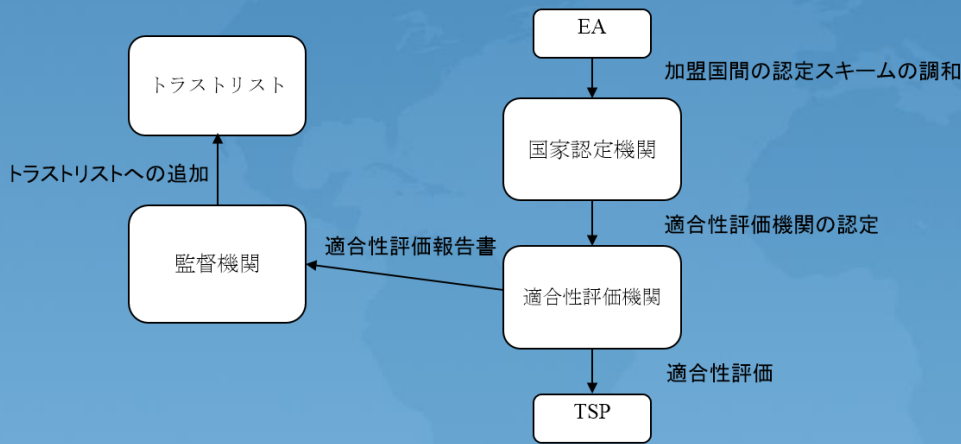 EA
加盟国間の認定スキームの調和
トラストリスト
国家認定機関
トラストリストへの追加
適合性評価機関の認定
適合性評価報告書
監督機関
適合性評価機関
適合性評価
TSP